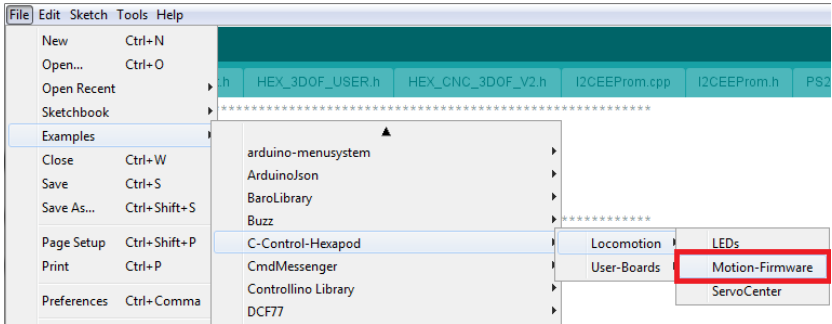 File Edit Sketch Tools Help
New Ctrl+N
Open... Ctrl+O
Open Recent
Sketchbook
Examples
Close Ctrl+W
Save Ctrl+S
Save As... Ctrl+Shift+S
Page Setup Ctrl+Shift+P
Print Ctrl+P
Preferences Ctrl+Comma
.h HEX_3DOF_USER.h HEX_CNC_3DOF_V2.h I2CEEProm.cpp I2CEEProm.h PS2
arduino-menusystem
ArduinoJson
BaroLibrary
Buzz
C-Control-Hexapod
CmdMessenger
Controllino Library
DCF77
Locomotion
User-Boards
LEDs
Motion-Firmware
ServoCenter